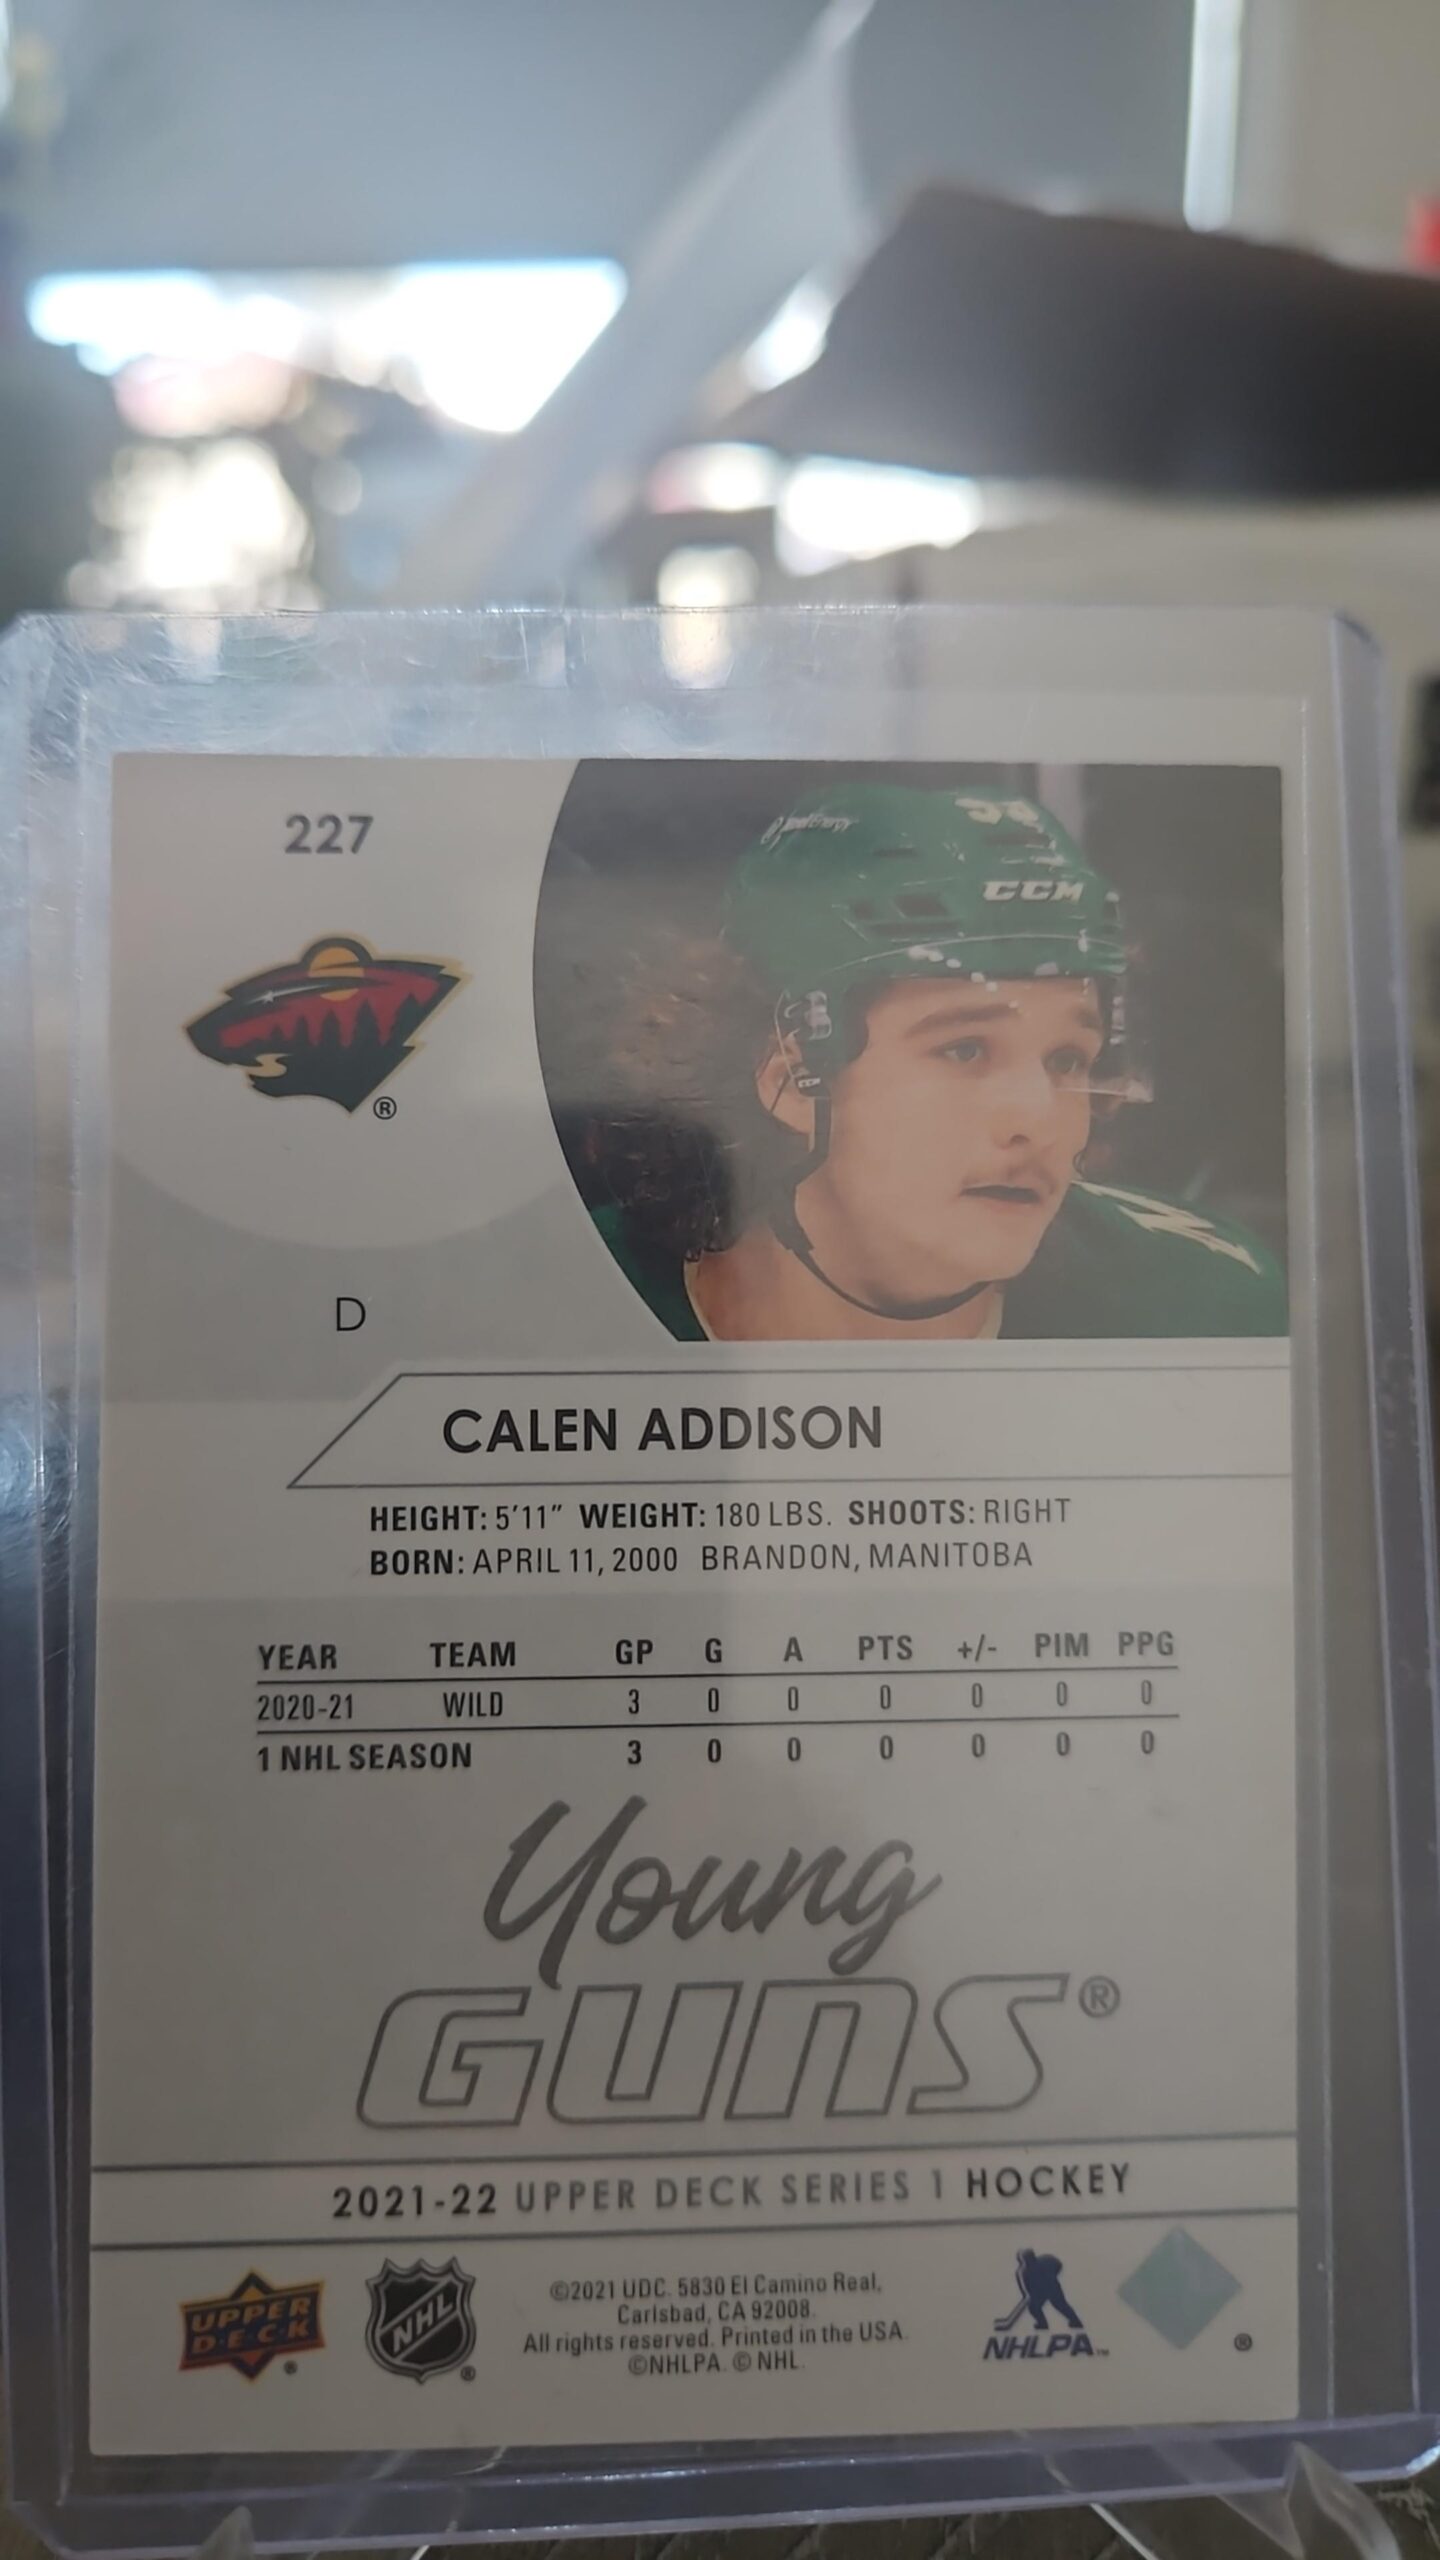 227
CCM
®
D
CALEN ADDISON
HEIGHT: 5'11" WEIGHT: 180 LBS. SHOOTS: RIGHT
BORN: APRIL 11, 2000 BRANDON, MANITOBA
YEAR TEAM GP G A PTS +/- PIM PPG
2020-21 WILD 3 0 0 0 0 0 0
1 NHL SEASON 3 0 0 0 0 0 0
Young
GUNS®
2021-22 UPPER DECK SERIES 1 HOCKEY
UPPER
DECK ®
NHL ®
©2021 UDC. 5830 El Camino Real,
Carlsbad, CA 92008.
All rights reserved. Printed in the USA.
©NHLPA. © NHL.
NHLPA™
®